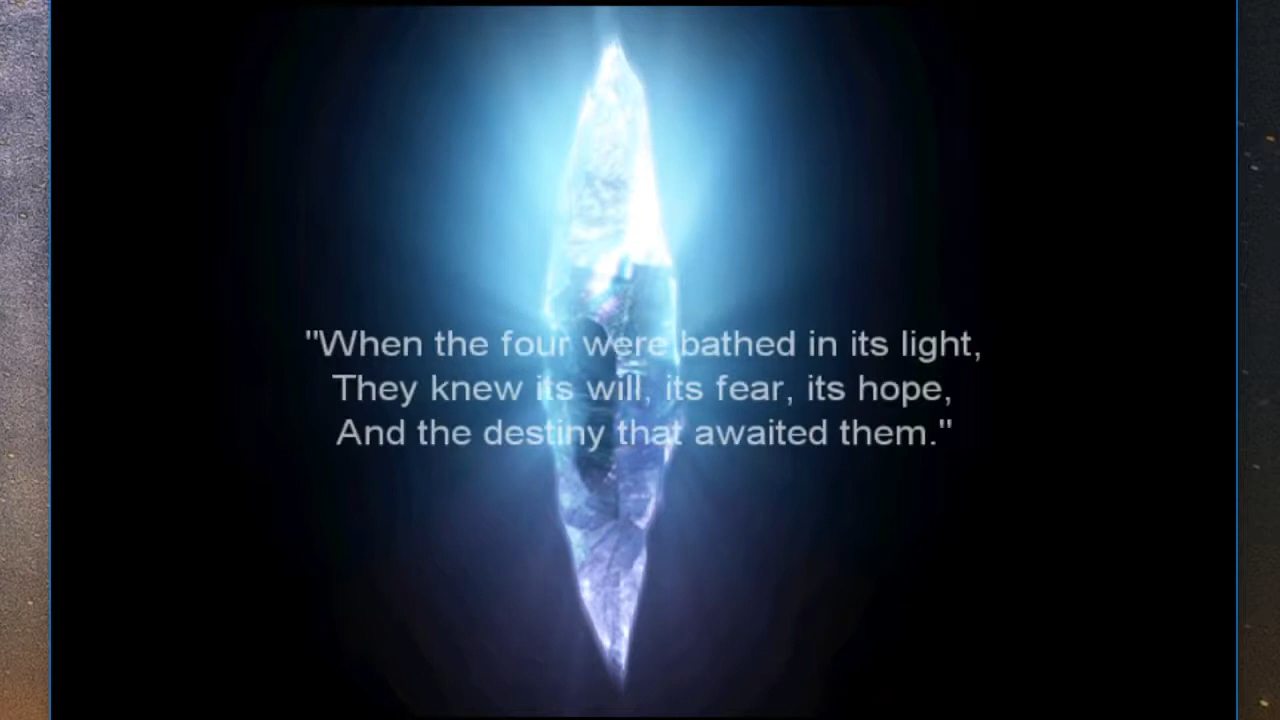 "When the four were bathed in its light,
They knew its will, its fear, its hope,
And the destiny that awaited them."